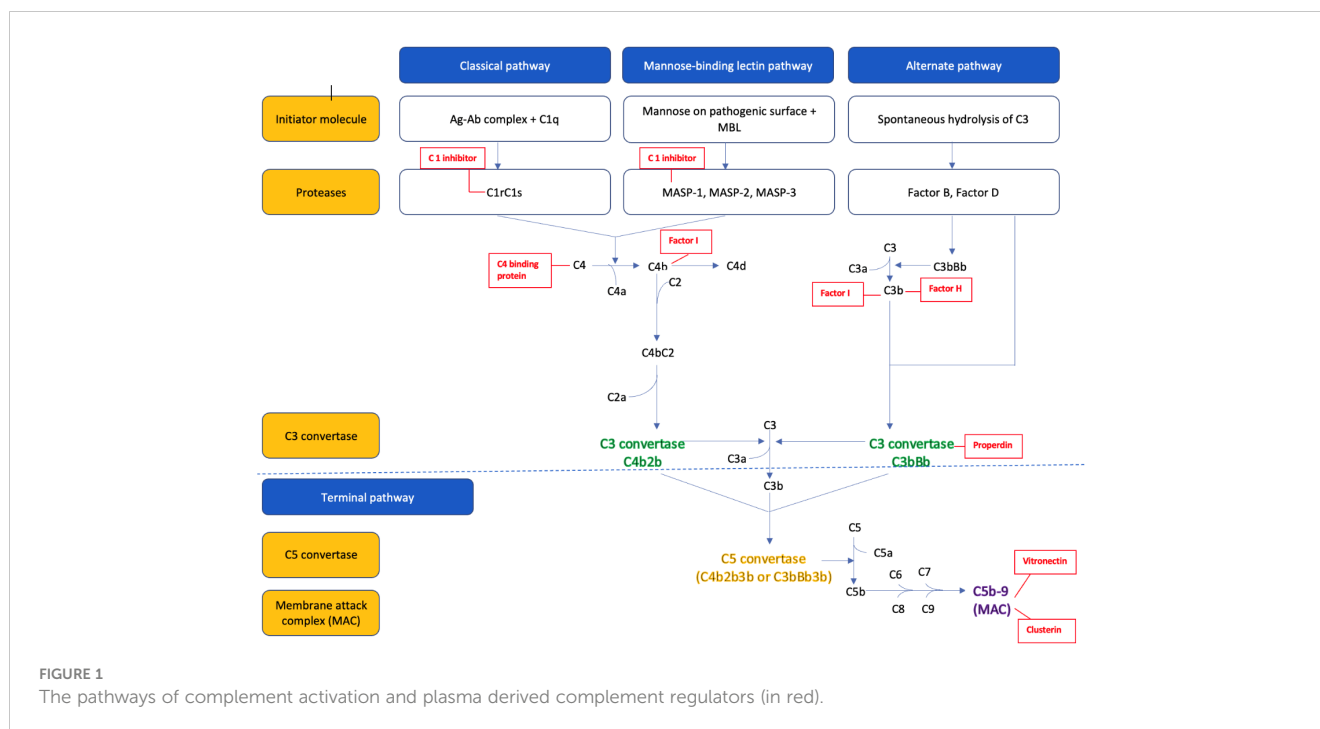 Classical pathway
Mannose-binding lectin pathway
Alternate pathway
Initiator molecule
Ag-Ab complex + C1q
Mannose on pathogenic surface +
MBL
Spontaneous hydrolysis of C3
C 1 inhibitor
C 1 inhibitor
Proteases
C1rC1s
MASP-1, MASP-2, MASP-3
Factor B, Factor D
Factor I
C4 binding
protein
C4
C4b
C4d
C4a
C2
C3
C3a
C3bBb
Factor I
C3b
Factor H
C4bC2
C2a
C3 convertase
C3 convertase
C4b2b
C3
C3a
C3 convertase
C3bBb
Properdin
C3b
Terminal pathway
C5 convertase
C5 convertase
(C4b2b3b or C3bBb3b)
C5
C5a
C5b
Membrane attack
complex (MAC)
C6
C7
C8
C9
C5b-9
(MAC)
Vitronectin
Clusterin
FIGURE 1
The pathways of complement activation and plasma derived complement regulators (in red).